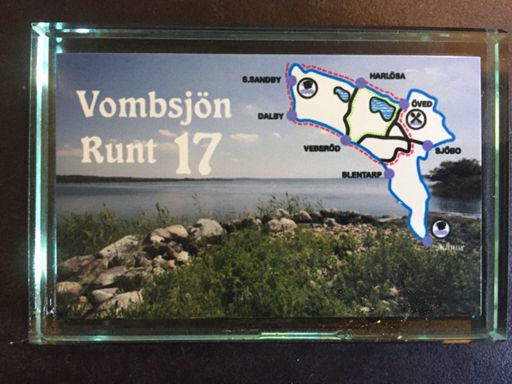 Vombsjön
Runt 17
S.SANDBY
HARLÖSA
ÖVED
DALBY
VEBERÖD
SJÖBO
BLENTARP